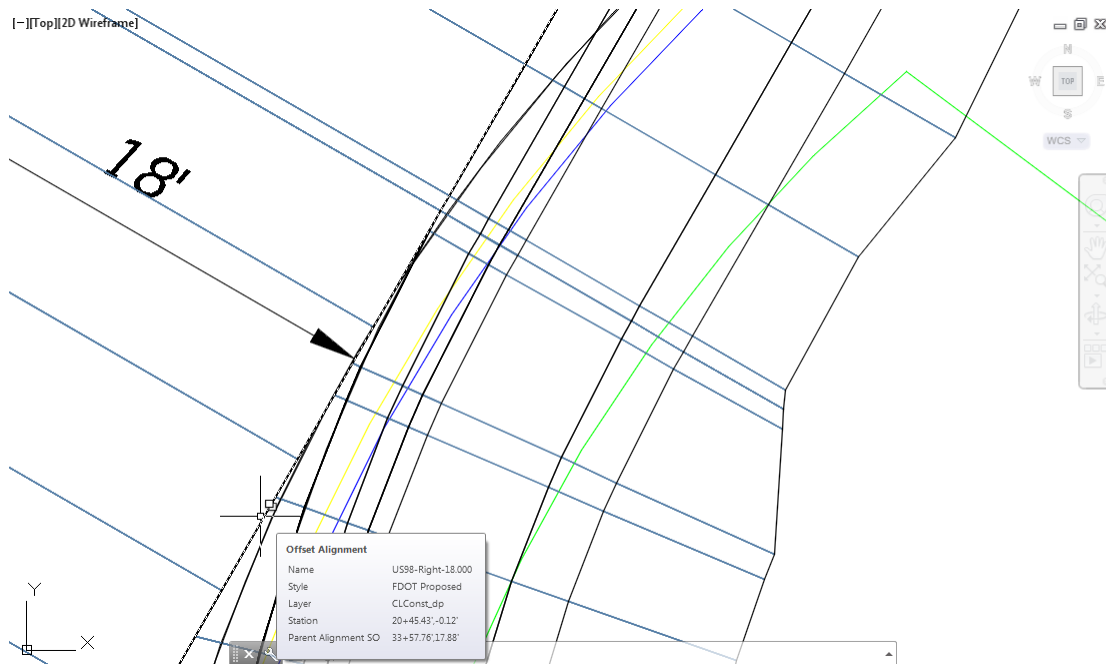 [−][Top][2D Wireframe]
N
W TOP E
S
WCS
18'
Offset Alignment
Name US98-Right-18.000
Style FDOT Proposed
Layer CLConst_dp
Station 20+45.43',-0.12'
Parent Alignment SO 33+57.76',17.88'
Y
X